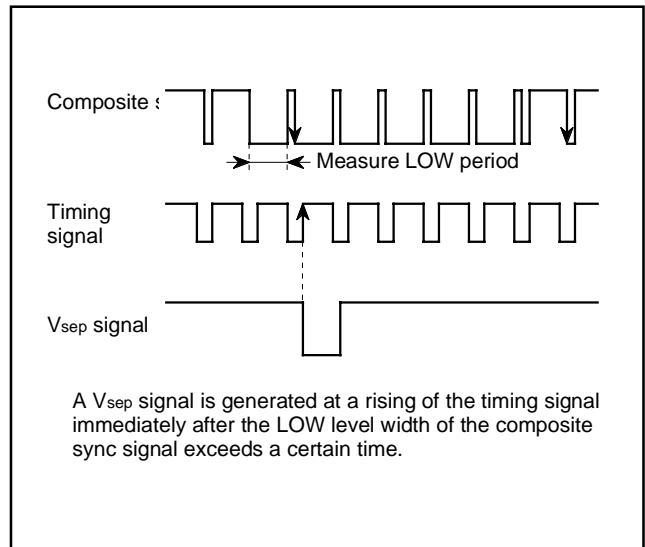 Composite
Measure LOW period
Timing
signal
Vsep signal
A Vsep signal is generated at a rising of the timing signal
immediately after the LOW level width of the composite
sync signal exceeds a certain time.